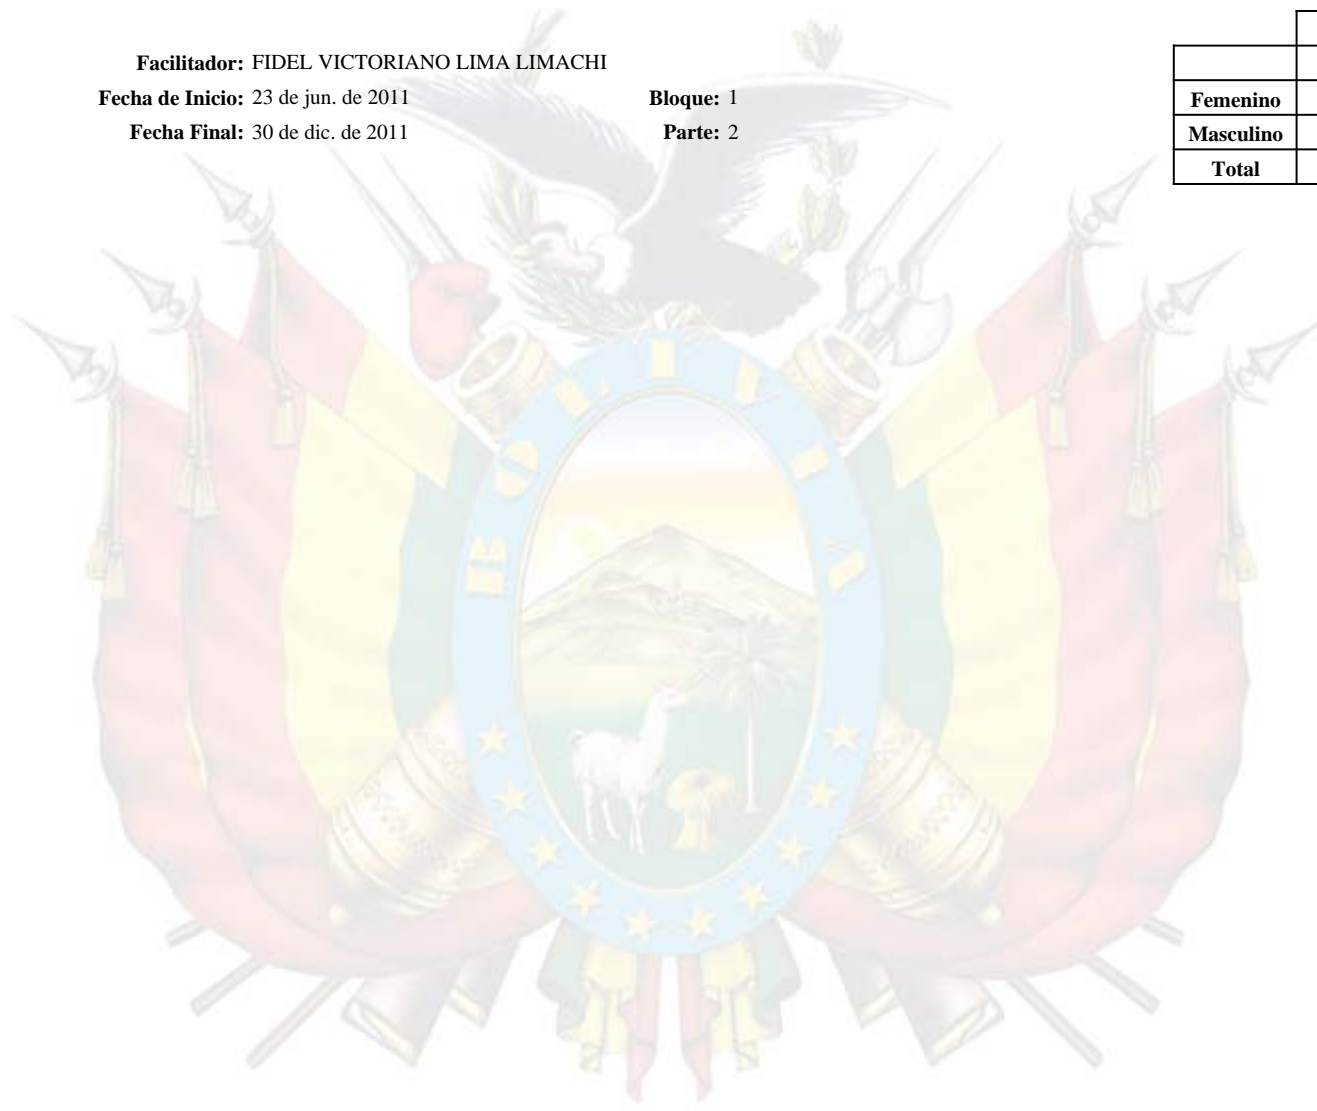 Facilitador: FIDEL VICTORIANO LIMA LIMACHI
Fecha de Inicio: 23 de jun. de 2011 Bloque: 1
Fecha Final: 30 de dic. de 2011 Parte: 2
Femenino
Masculino
Total
BOLIVIA